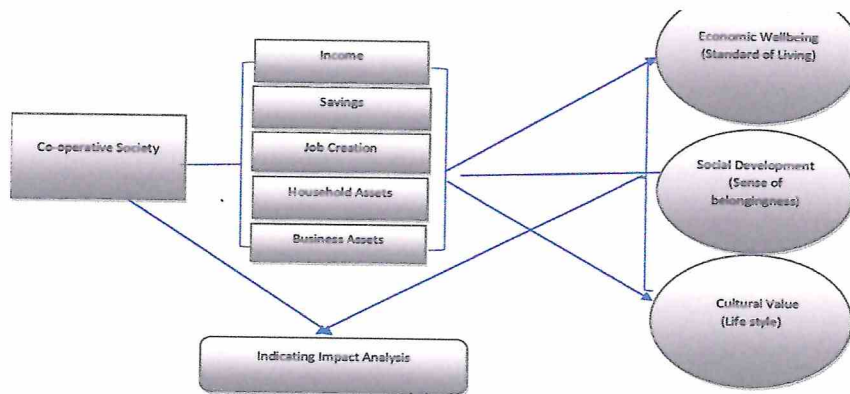 Co-operative Society
Income
Savings
Job Creation
Household Assets
Business Assets
Indicating Impact Analysis
Economic Wellbeing
(Standard of Living)
Social Development
(Sense of
belongingness)
Cultural Value
(Life style)